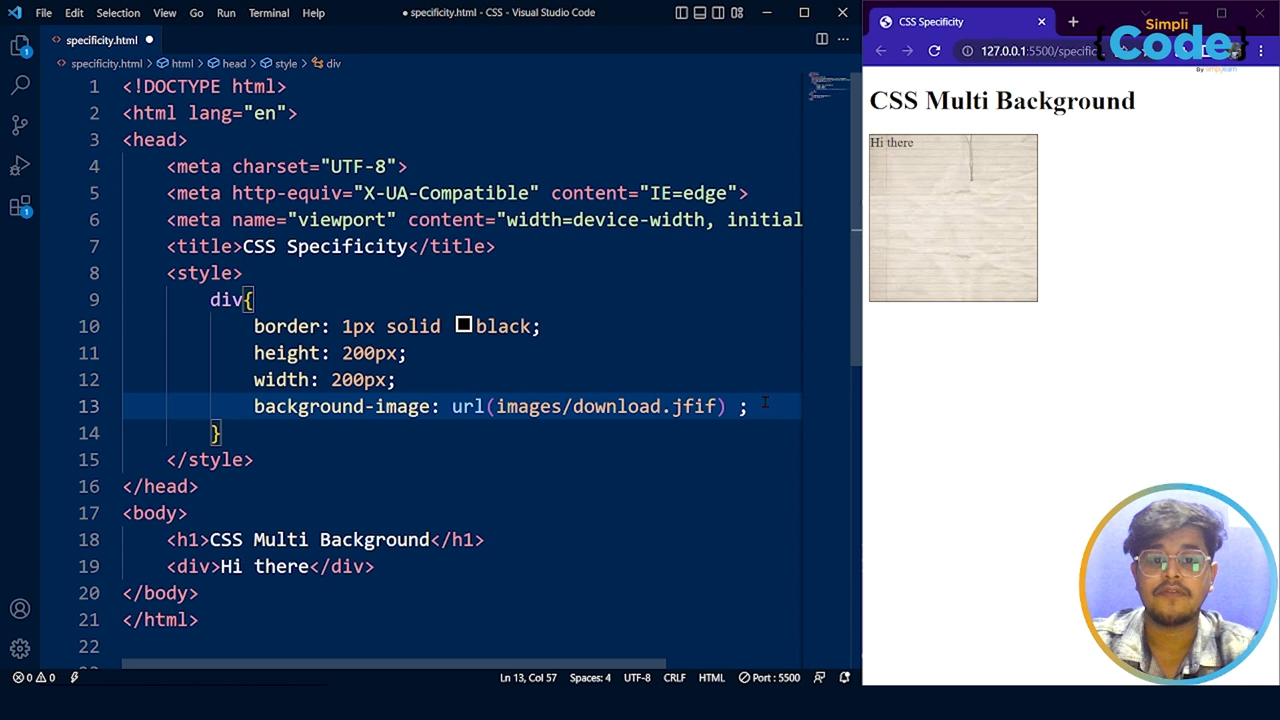 File Edit Selection View Go Run Terminal Help
● specificity.html - CSS - Visual Studio Code
<> specificity.html ●
<> specificity.html > html > head > style > div
1 <!DOCTYPE html>
2 <html lang="en">
3 <head>
4 <meta charset="UTF-8">
5 <meta http-equiv="X-UA-Compatible" content="IE=edge">
6 <meta name="viewport" content="width=device-width, initial
7 <title>CSS Specificity</title>
8 <style>
9 div{
10 border: 1px solid black;
11 height: 200px;
12 width: 200px;
13 background-image: url(images/download.jfif) ;
14 }
15 </style>
16 </head>
17 <body>
18 <h1>CSS Multi Background</h1>
19 <div>Hi there</div>
20 </body>
21 </html>
22
1
1
0 0
Ln 13, Col 57 Spaces: 4 UTF-8 CRLF HTML Port : 5500
CSS Specificity
127.0.0.1:5500/specific
Simpli
{Code}
By simplilearn
CSS Multi Background
Hi there